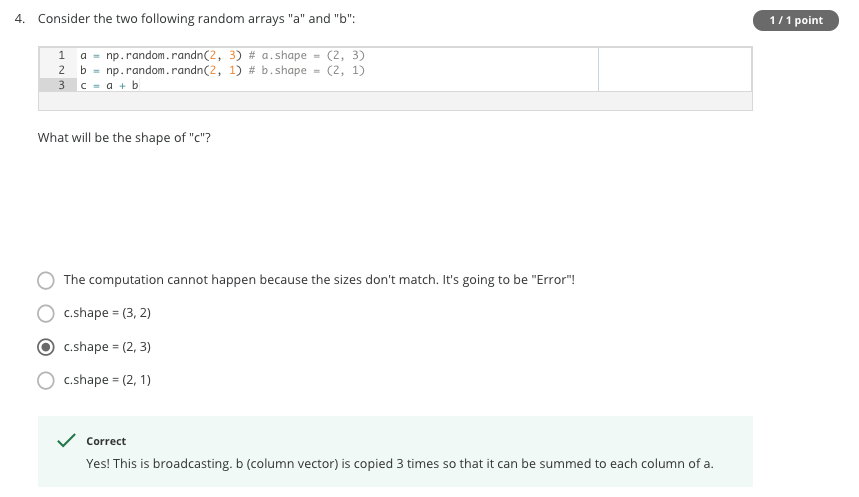 4. Consider the two following random arrays "a" and "b":
1 / 1 point
1 a = np.random.randn(2, 3) # a.shape = (2, 3)
2 b = np.random.randn(2, 1) # b.shape = (2, 1)
3 c = a + b
What will be the shape of "c"?
The computation cannot happen because the sizes don't match. It's going to be "Error"!
c.shape = (3, 2)
c.shape = (2, 3)
c.shape = (2, 1)
Correct
Yes! This is broadcasting. b (column vector) is copied 3 times so that it can be summed to each column of a.